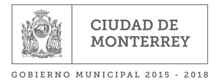 CIUDAD DE
MONTERREY
GOBIERNO MUNICIPAL 2015 - 2018